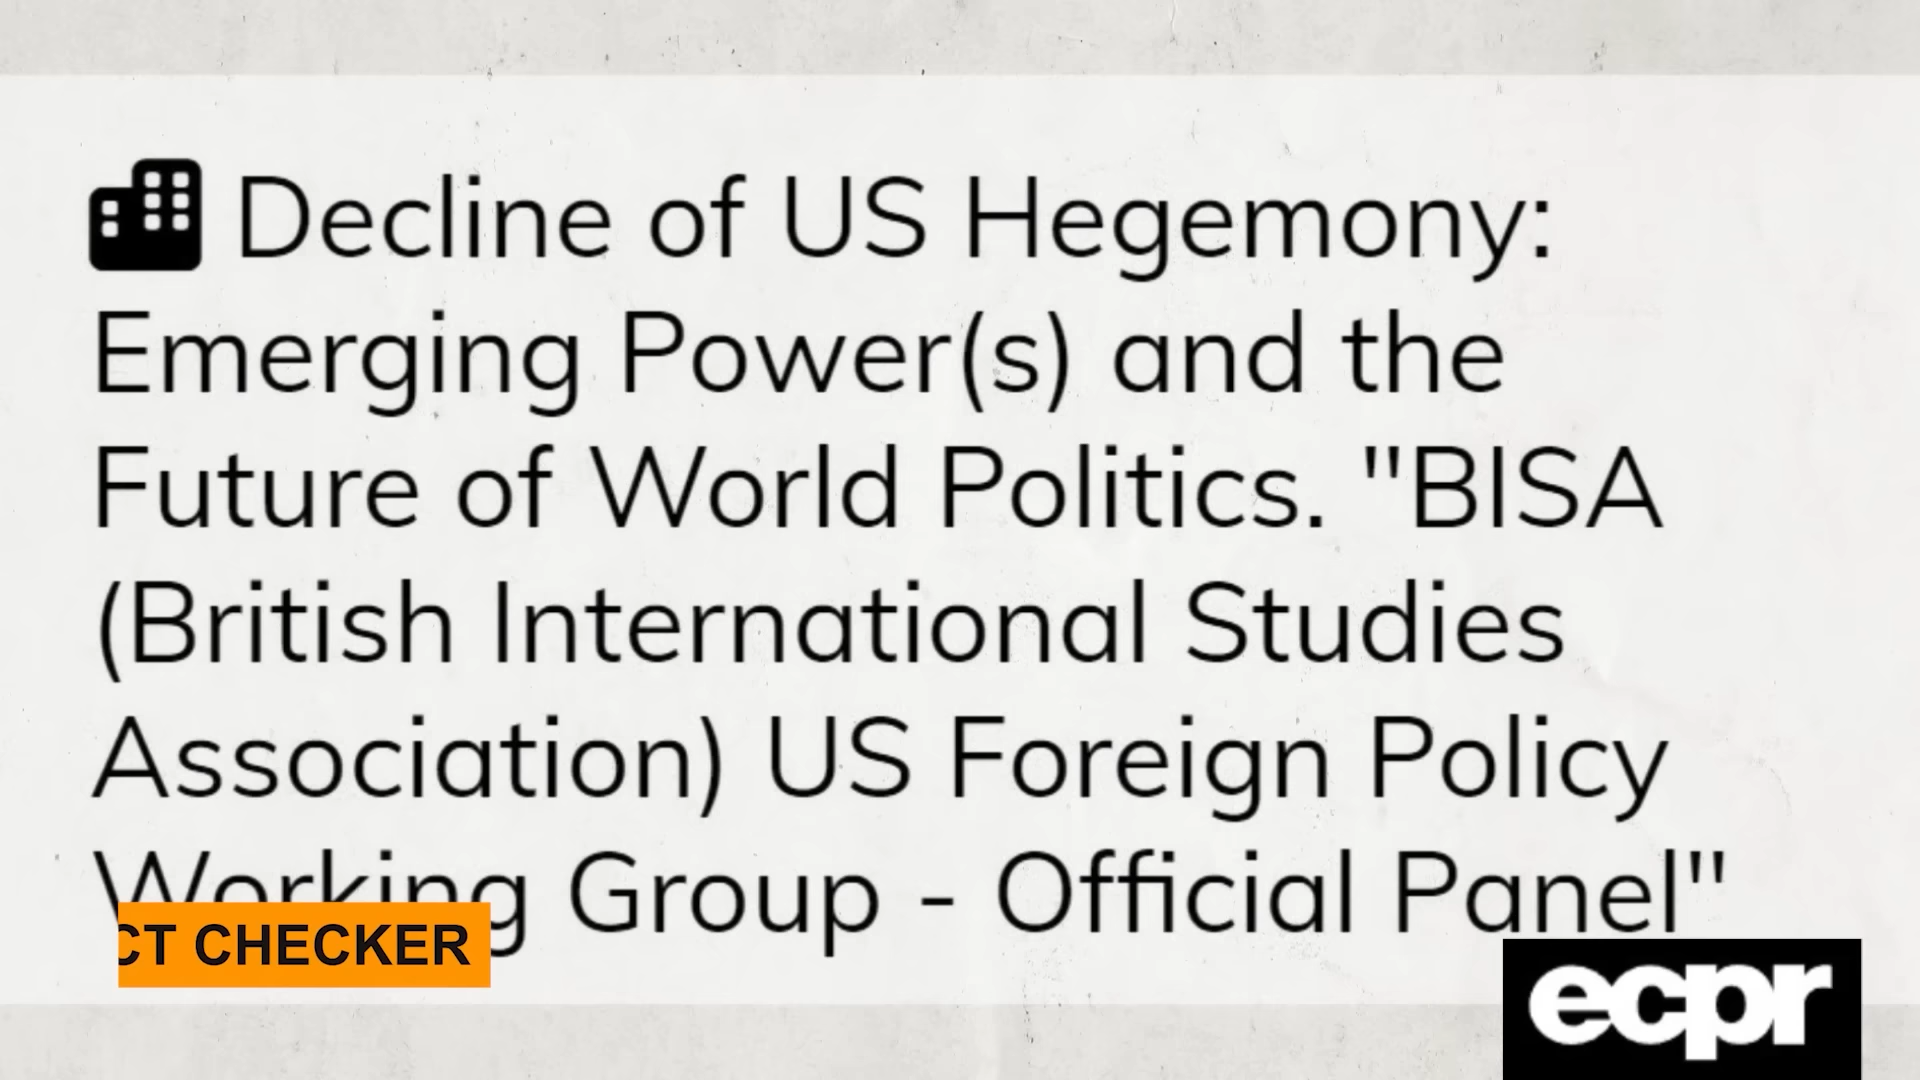 Decline of US Hegemony:
Emerging Power(s) and the
Future of World Politics. "BISA
(British International Studies
Association) US Foreign Policy
Working Group - Official Panel"
CT CHECKER
ecpr